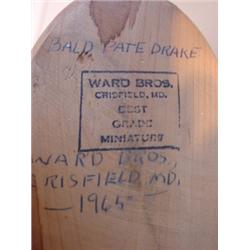 BALD PATE DRAKE
WARD BROS.
CRISFIELD, MD.
BEST
GRADE
MINIATURE
WARD BROS.,
CRISFIELD MD.
—1965—